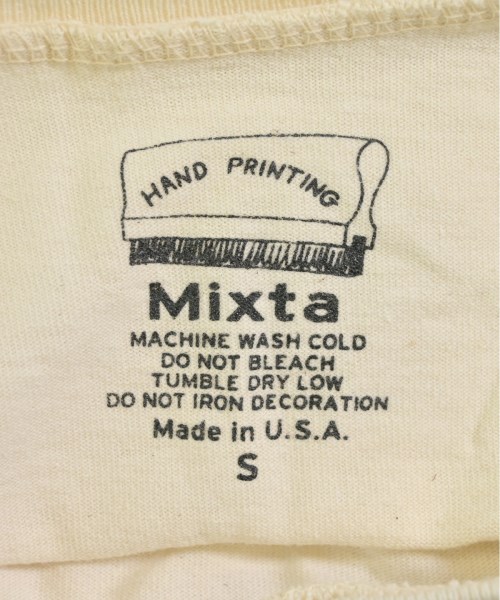 HAND PRINTING
Mixta
MACHINE WASH COLD
DO NOT BLEACH
TUMBLE DRY LOW
DO NOT IRON DECORATION
Made in U.S.A.
S